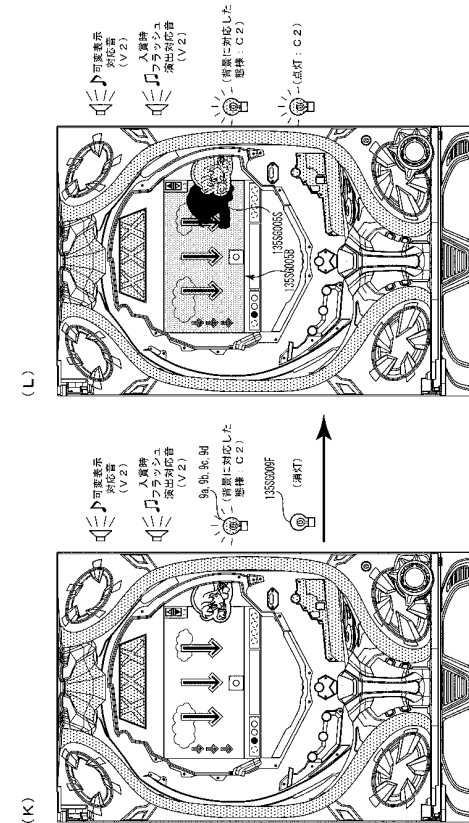 (K)
♪可変表示
対応音
(V2)
入賞時
♫フラッシュ
演出対応音
(V2)
9a, 9b, 9c, 9d
(背景に対応した
態様:C2)
135SG009F
(消灯)
(L)
♪可変表示
対応音
(V2)
入賞時
♫フラッシュ
演出対応音
(V2)
(背景に対応した
態様:C2)
(点灯:C2)
135SG005S
135SG005B